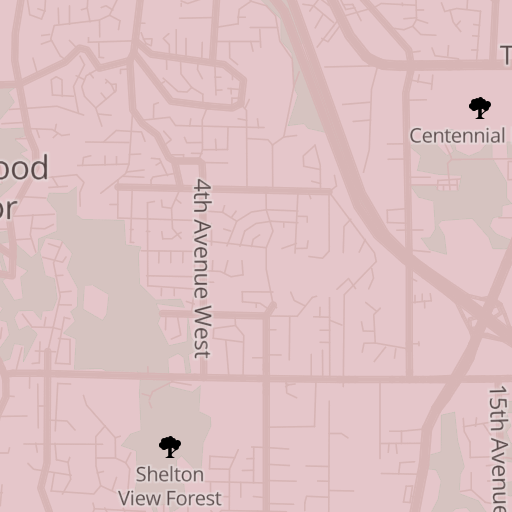 T
Centennial
ood
or
4th Avenue West
15th Avenue
Shelton
View Forest